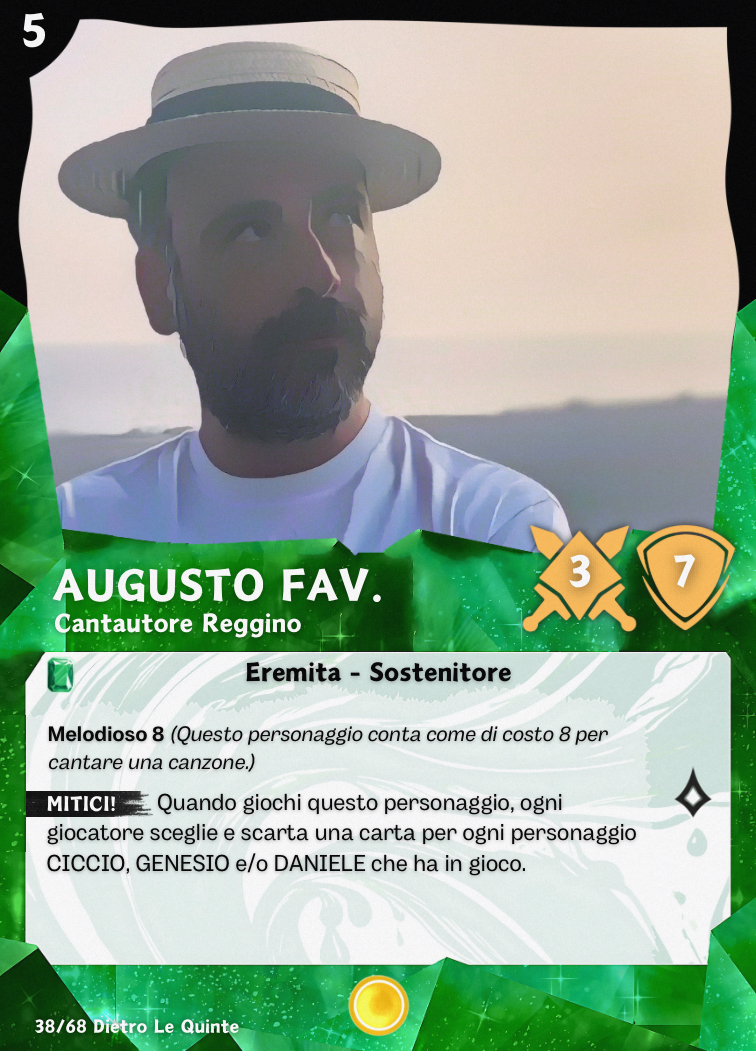 5
AUGUSTO FAV.
Cantautore Reggino
3
7
Eremita - Sostenitore
Melodioso 8 (Questo personaggio conta come di costo 8 per
cantare una canzone.)
MITICI! Quando giochi questo personaggio, ogni
giocatore sceglie e scarta una carta per ogni personaggio
CICCIO, GENESIO e/o DANIELE che ha in gioco.
38/68 Dietro Le Quinte